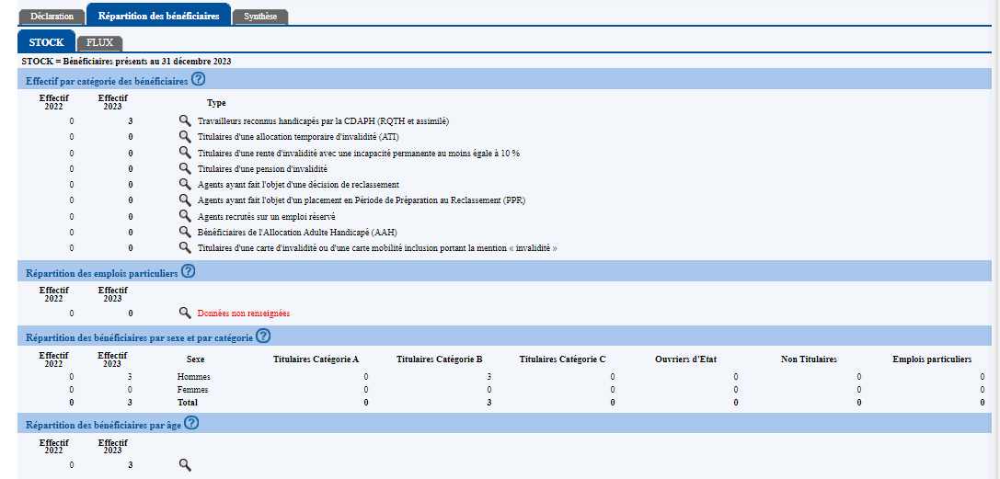 Déclaration Répartition des bénéficiaires Synthèse
STOCK FLUX
STOCK = Bénéficiaires présents au 31 décembre 2023
Effectif par catégorie des bénéficiaires ?
Effectif 2022 Effectif 2023 Type
0 3 Travailleurs reconnus handicapés par la CDAPH (RQTH et assimilé)
0 0 Titulaires d'une allocation temporaire d'invalidité (ATI)
0 0 Titulaires d'une rente d'invalidité avec une incapacité permanente au moins égale à 10 %
0 0 Titulaires d'une pension d'invalidité
0 0 Agents ayant fait l'objet d'une décision de reclassement
0 0 Agents ayant fait l'objet d'un placement en Période de Préparation au Reclassement (PPR)
0 0 Agents recrutés sur un emploi réservé
0 0 Bénéficiaires de l'Allocation Adulte Handicapé (AAH)
0 0 Titulaires d'une carte d'invalidité ou d'une carte mobilité inclusion portant la mention « invalidité »
Répartition des emplois particuliers ?
Effectif 2022 Effectif 2023
0 0 Données non renseignées
Répartition des bénéficiaires par sexe et par catégorie ?
Effectif 2022 Effectif 2023 Sexe Titulaires Catégorie A Titulaires Catégorie B Titulaires Catégorie C Ouvriers d'Etat Non Titulaires Emplois particuliers
0 3 Hommes 0 3 0 0 0 0
0 0 Femmes 0 0 0 0 0 0
0 3 Total 0 3 0 0 0 0
Répartition des bénéficiaires par âge ?
Effectif 2022 Effectif 2023
0 3